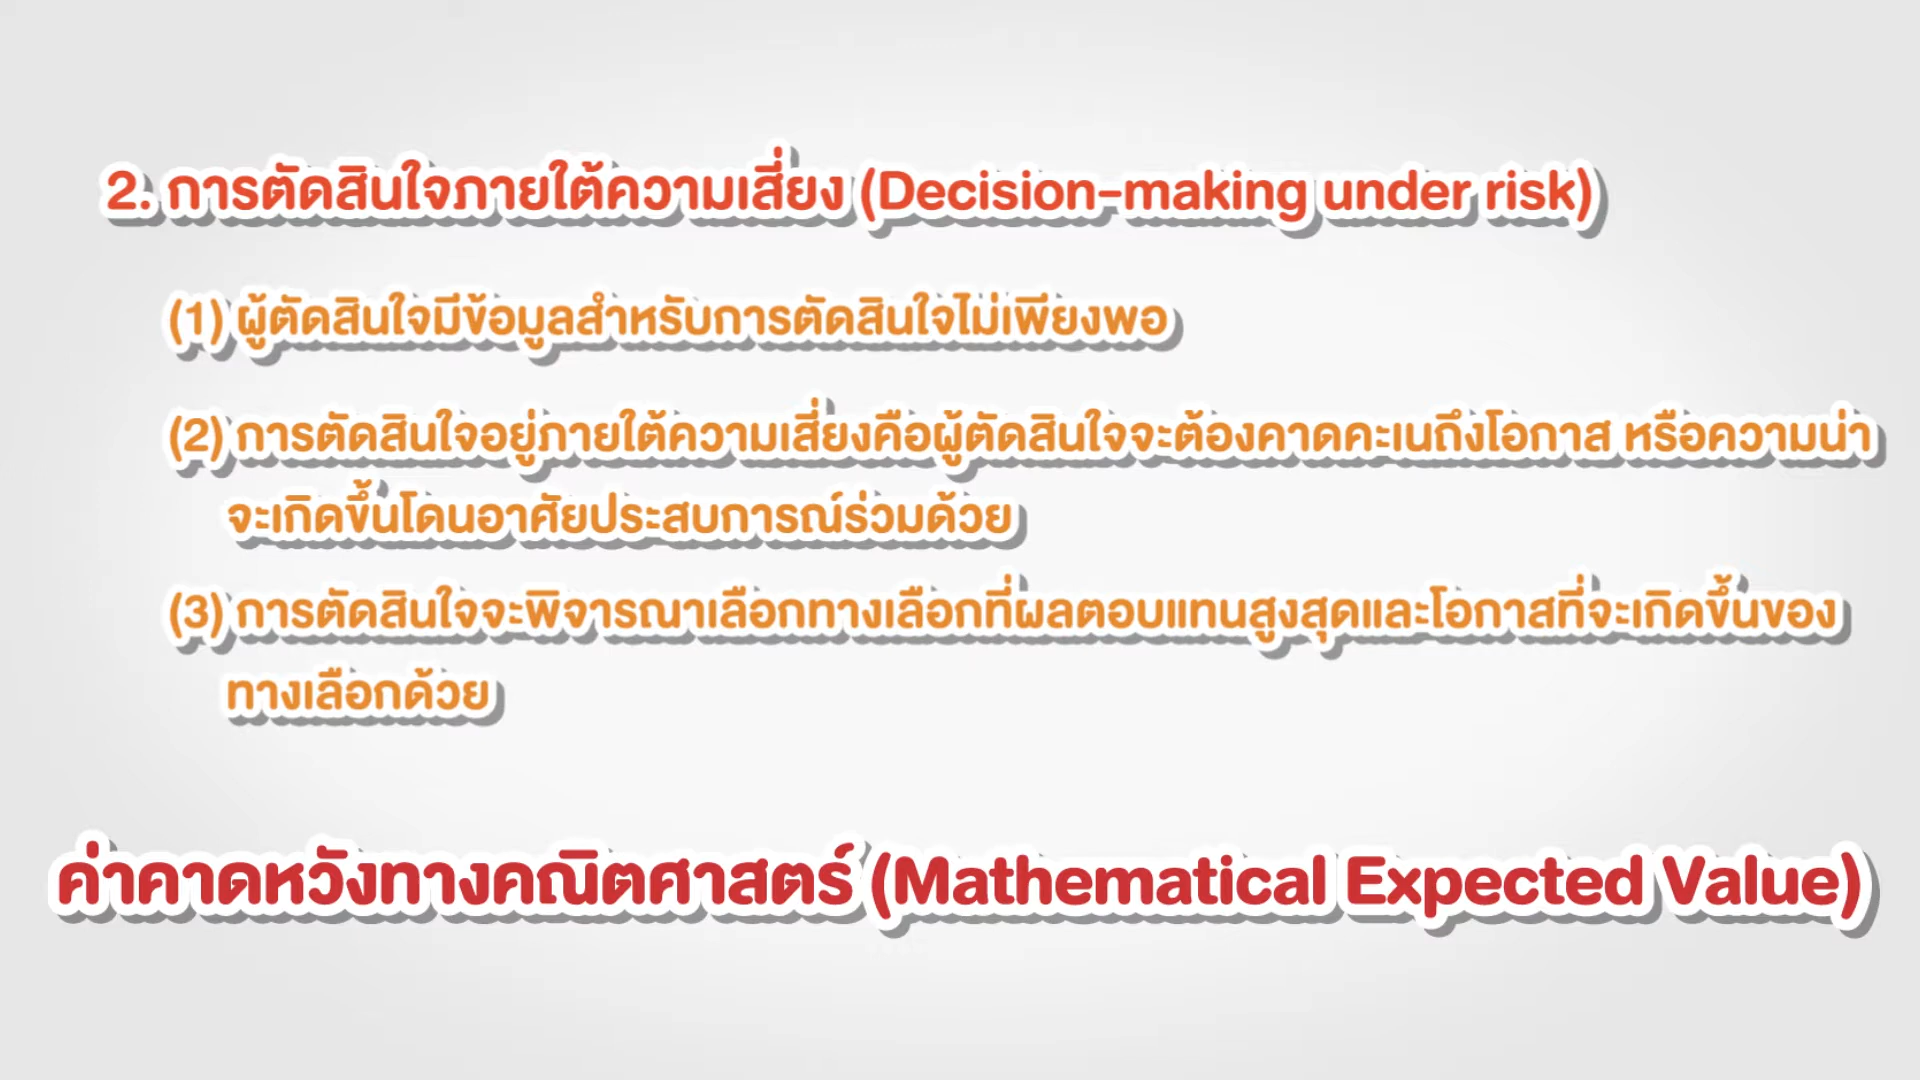 2. การตัดสินใจภายใต้ความเสี่ยง (Decision-making under risk)
(1) ผู้ตัดสินใจมีข้อมูลสำหรับการตัดสินใจไม่เพียงพอ
(2) การตัดสินใจอยู่ภายใต้ความเสี่ยงคือผู้ตัดสินใจจะต้องคาดคะเนถึงโอกาส หรือความน่า
จะเกิดขึ้นโดนอาศัยประสบการณ์ร่วมด้วย
(3) การตัดสินใจจะพิจารณาเลือกทางเลือกที่ผลตอบแทนสูงสุดและโอกาสที่จะเกิดขึ้นของ
ทางเลือกด้วย
ค่าคาดหวังทางคณิตศาสตร์ (Mathematical Expected Value)